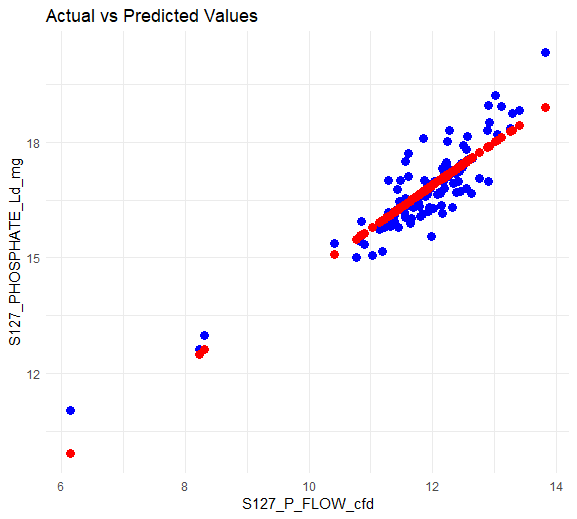 Actual vs Predicted Values
S127_PHOSPHATE_Ld_mg
18
15
12
6 8 10 12 14
S127_P_FLOW_cfd